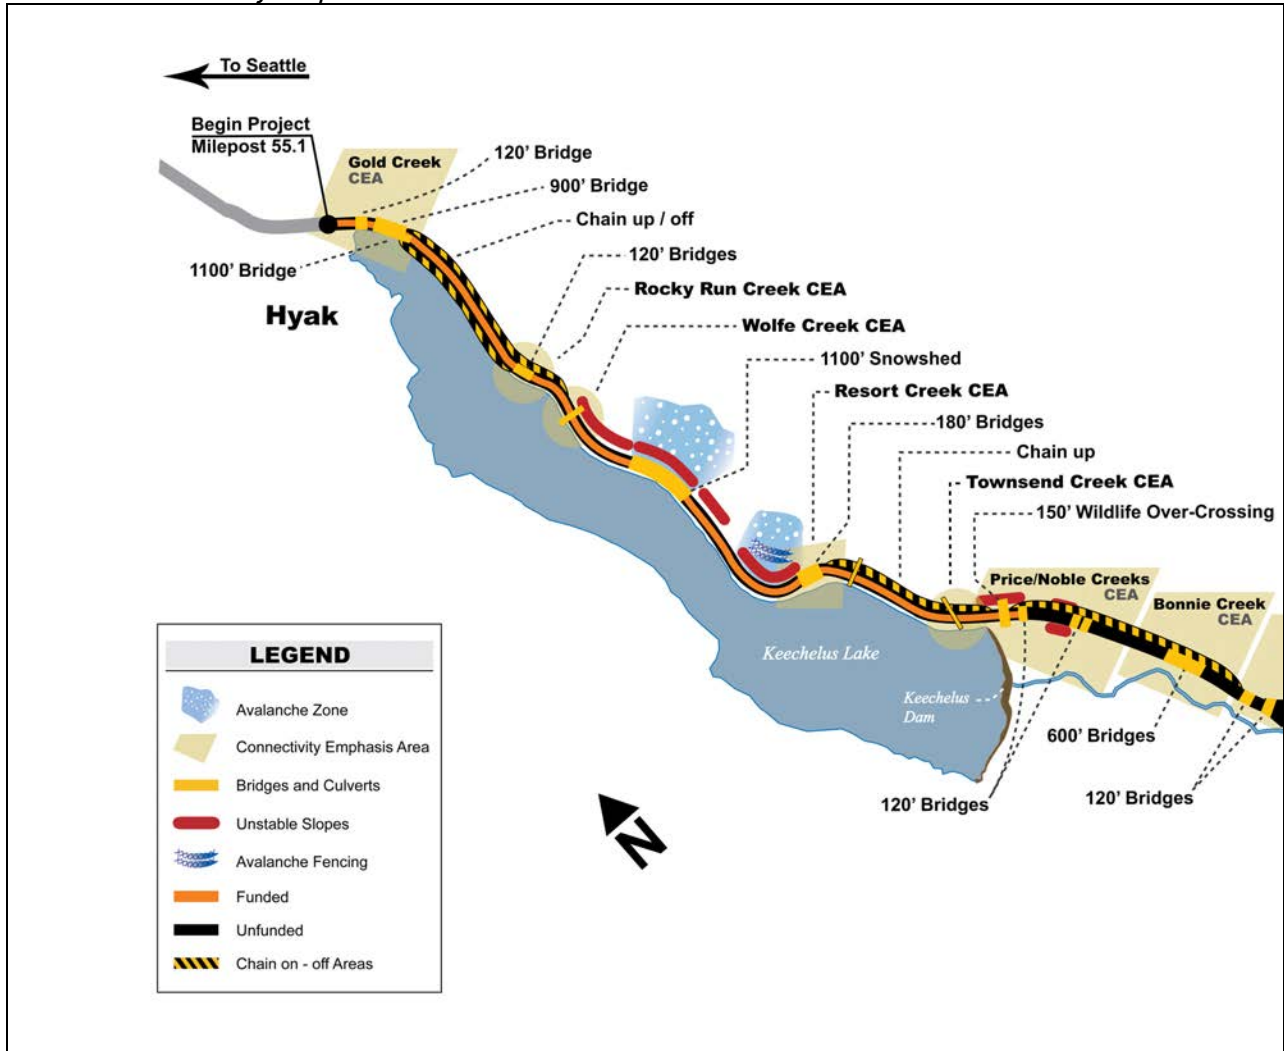 To Seattle
Begin Project
Milepost 55.1
Gold Creek
CEA
120' Bridge
900' Bridge
Chain up / off
1100' Bridge
120' Bridges
Hyak
Rocky Run Creek CEA
Wolfe Creek CEA
1100' Snowshed
Resort Creek CEA
180' Bridges
Chain up
Townsend Creek CEA
150' Wildlife Over-Crossing
Price/Noble Creeks
CEA
Bonnie Creek
CEA
Keechelus Lake
Keechelus
Dam
600' Bridges
120' Bridges
120' Bridges
N
LEGEND
Avalanche Zone
Connectivity Emphasis Area
Bridges and Culverts
Unstable Slopes
Avalanche Fencing
Funded
Unfunded
Chain on - off Areas